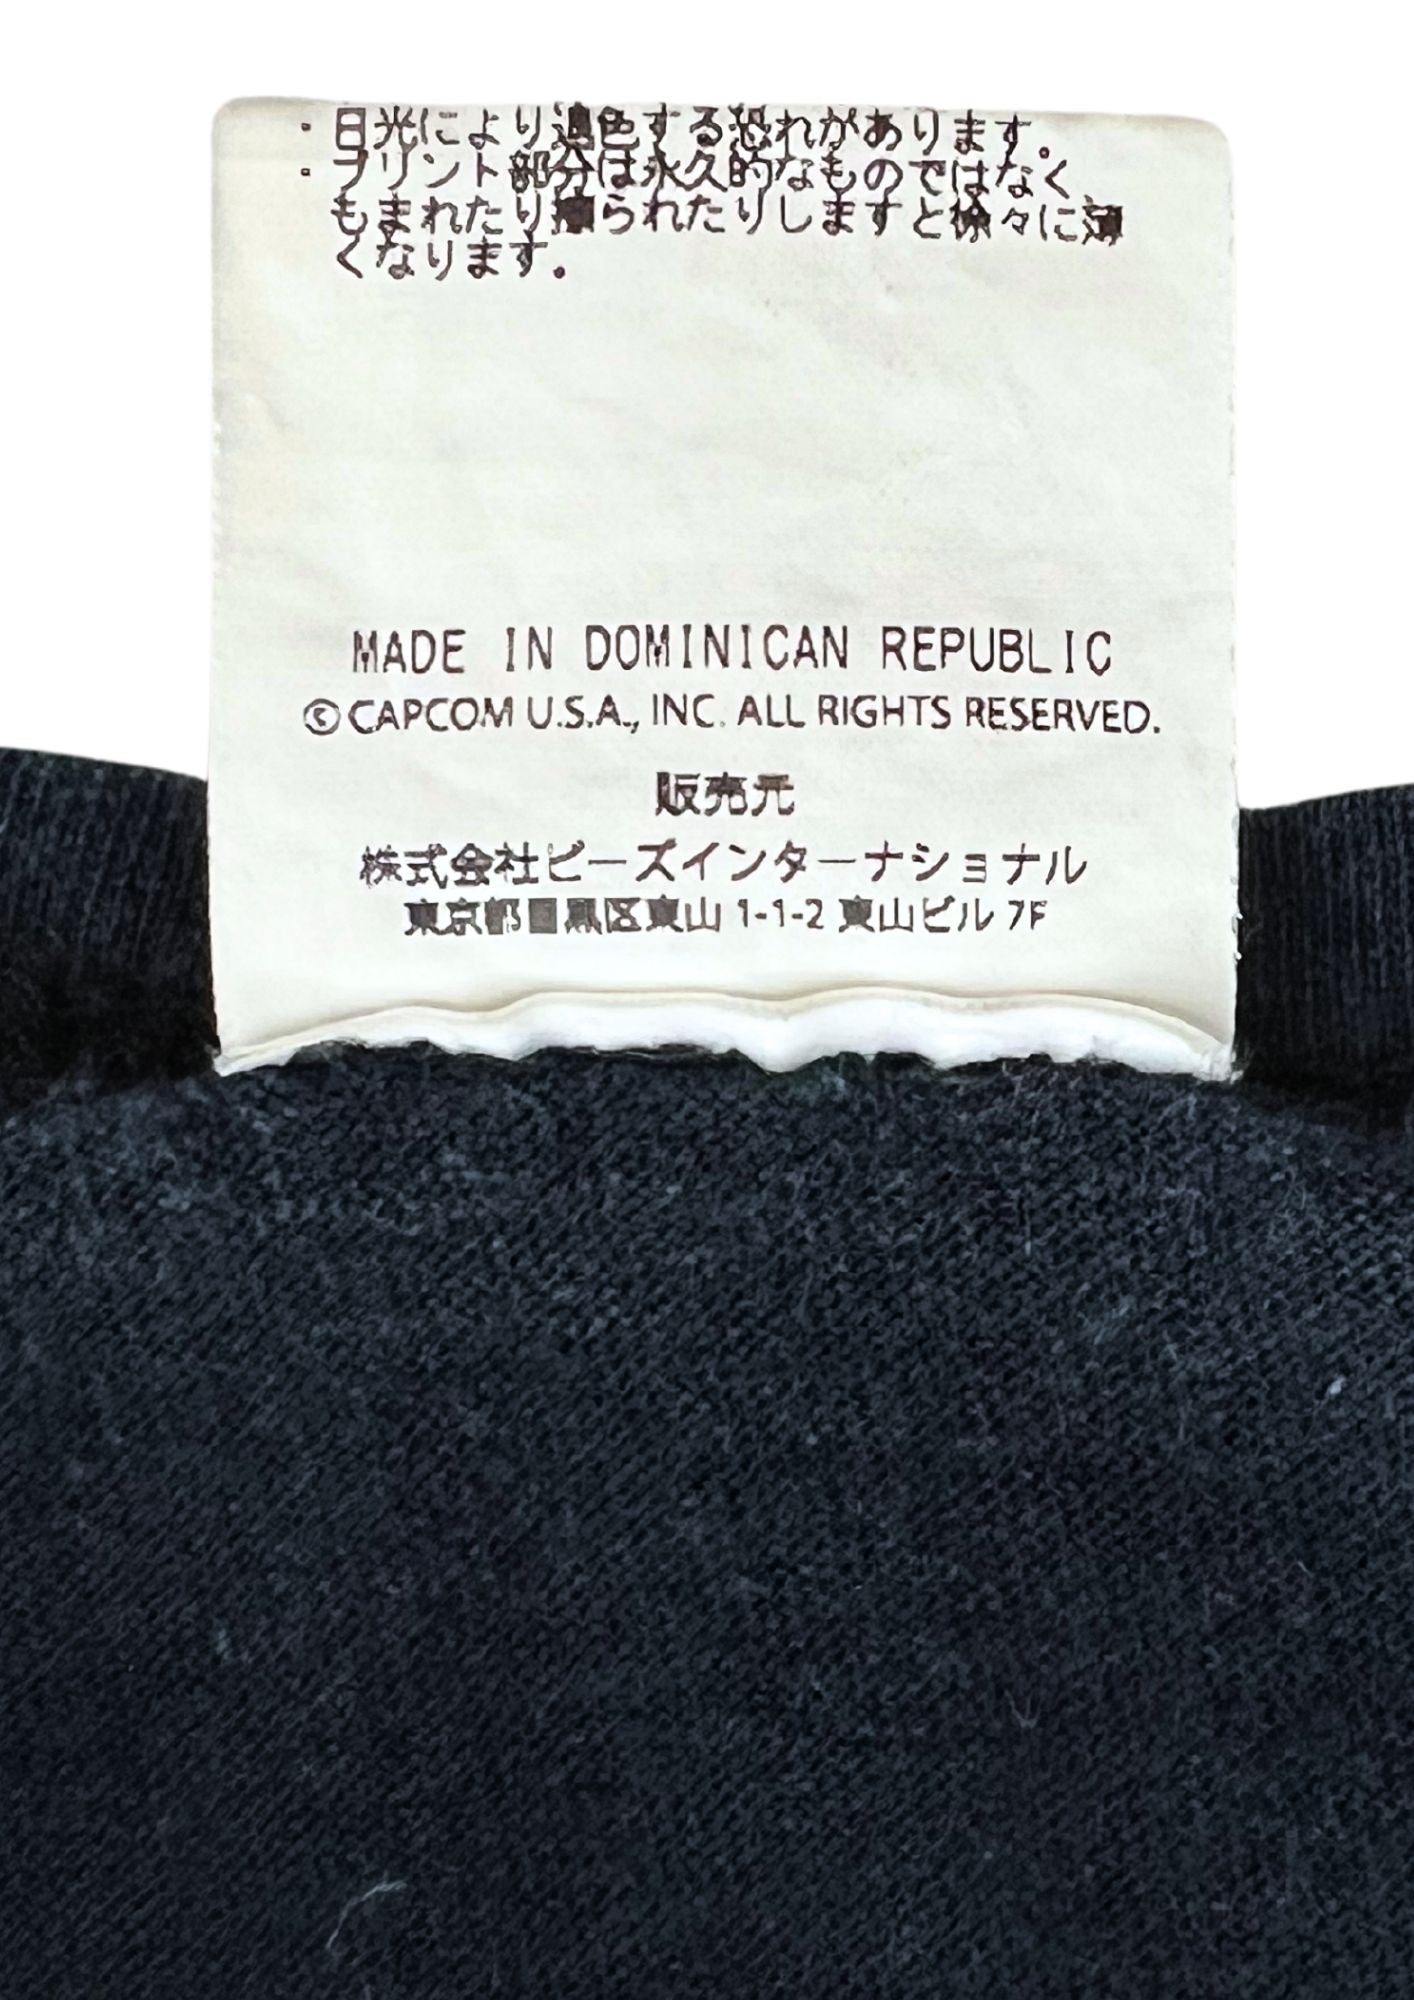 ・日光により退色する恐れがあります。
・プリント部分は永久的なものではなく
もまれたり擦られたりしますと徐々に薄
くなります。
MADE IN DOMINICAN REPUBLIC
©CAPCOM U.S.A., INC. ALL RIGHTS RESERVED.
販売元
株式会社ビーズインターナショナル
東京都目黒区東山 1-1-2 東山ビル 7F